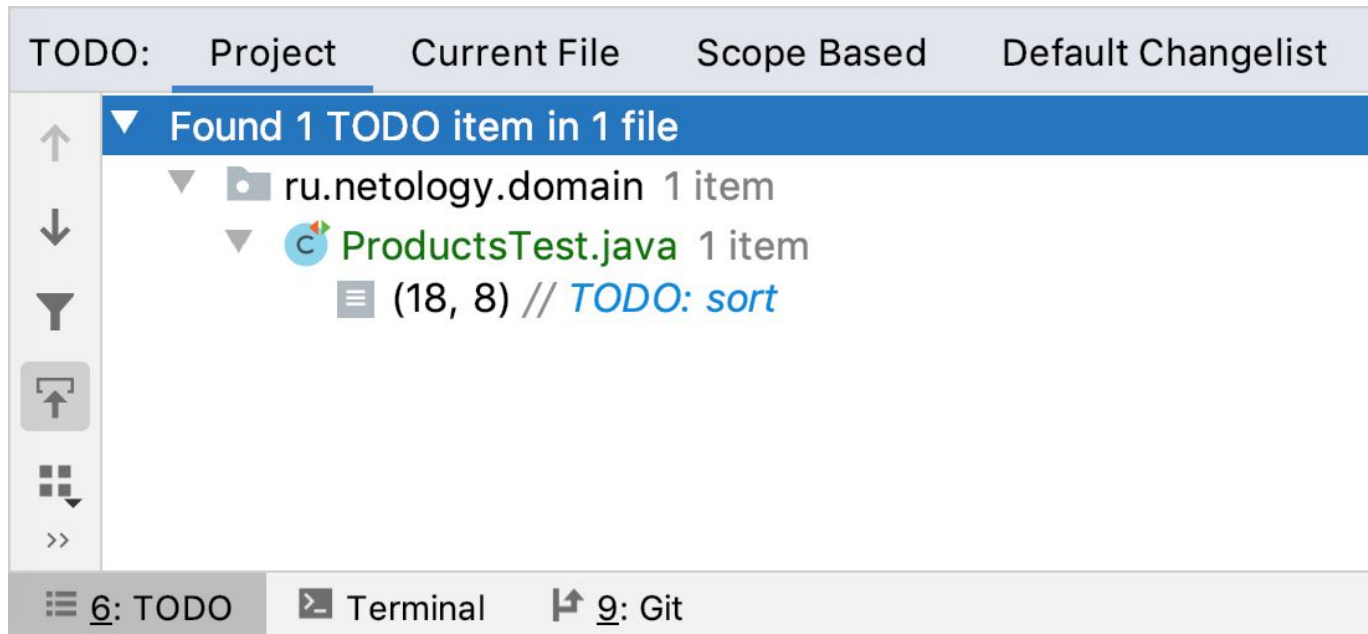 TODO: Project Current File Scope Based Default Changelist
Found 1 TODO item in 1 file
ru.netology.domain 1 item
C ProductsTest.java 1 item
(18, 8) // TODO: sort
6: TODO Terminal 9: Git